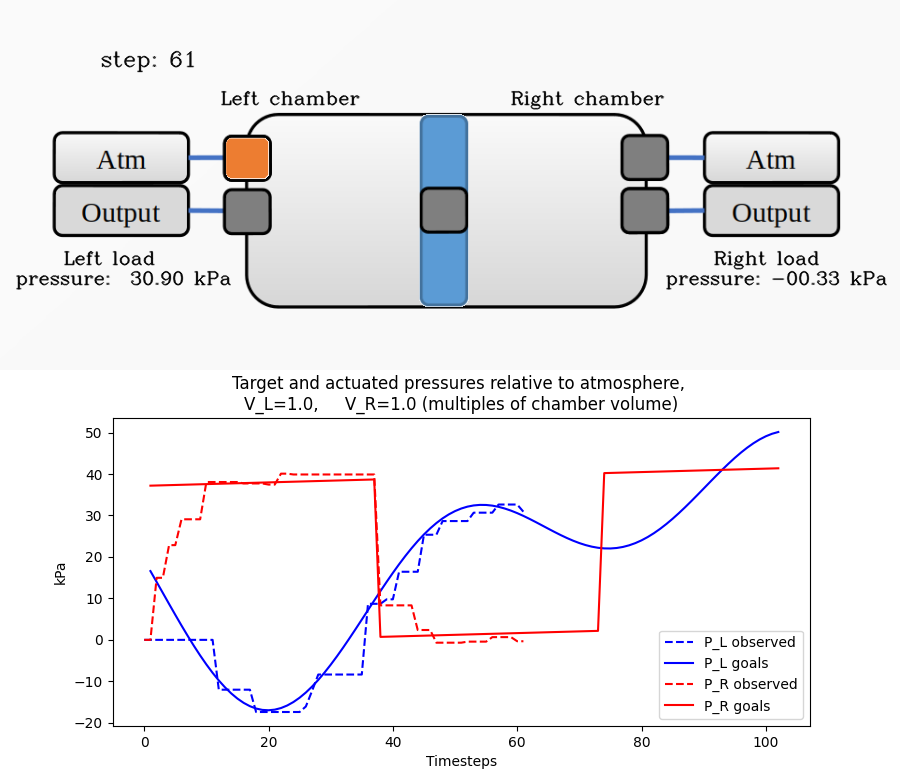 step: 61
Left chamber
Right chamber
Atm
Output
Left load
pressure: 30.90 kPa
Atm
Output
Right load
pressure: −00.33 kPa
Target and actuated pressures relative to atmosphere,
V_L=1.0, V_R=1.0 (multiples of chamber volume)
kPa
50
40
30
20
10
0
−10
−20
0
20
40
60
80
100
Timesteps
P_L observed
P_L goals
P_R observed
P_R goals